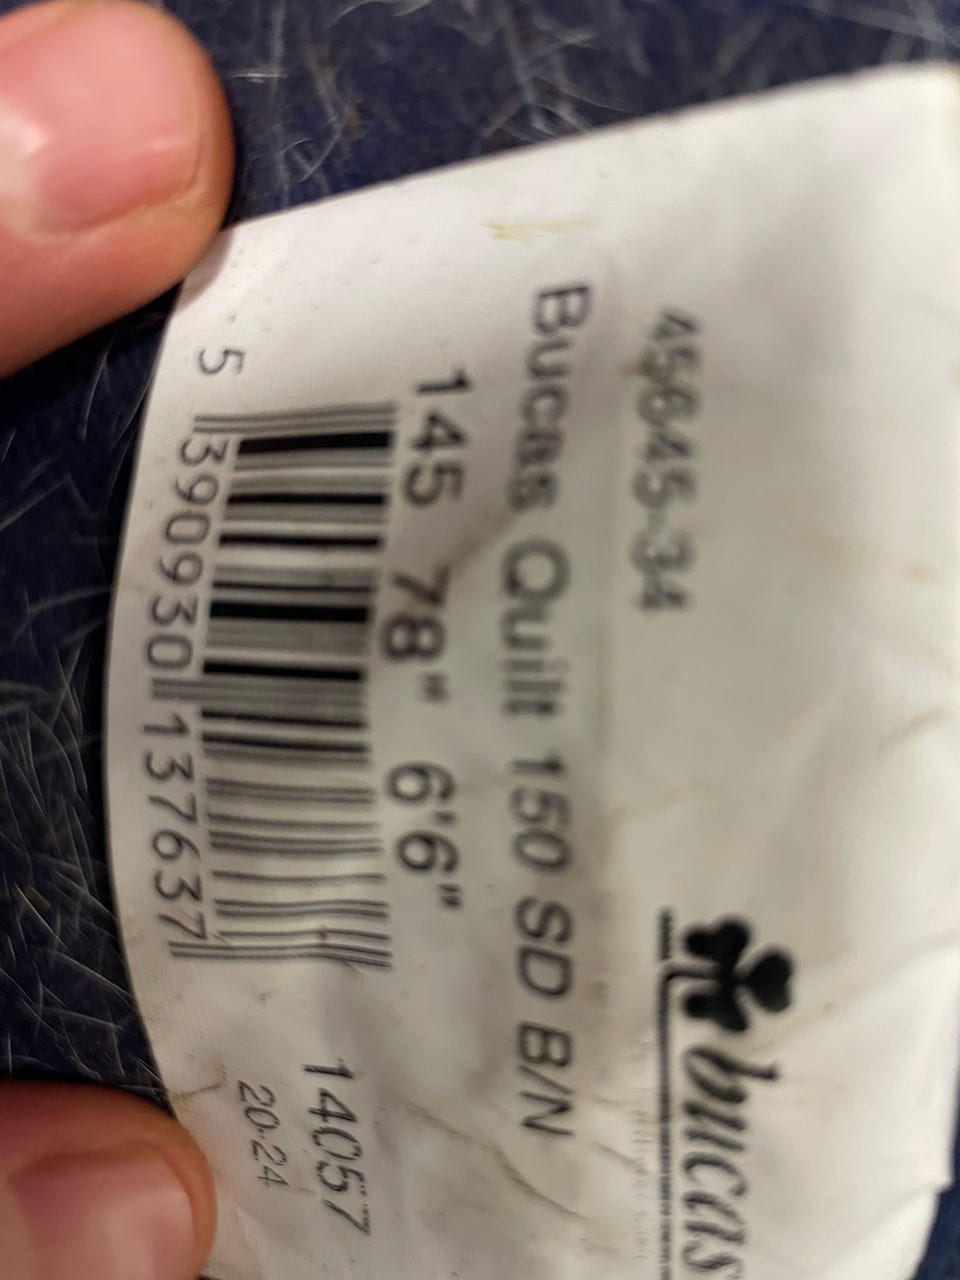 bucas
45645-34
Bucas Quilt 150 SD B/N
145 78" 6'6"
5 390930 137637
14057
20-24